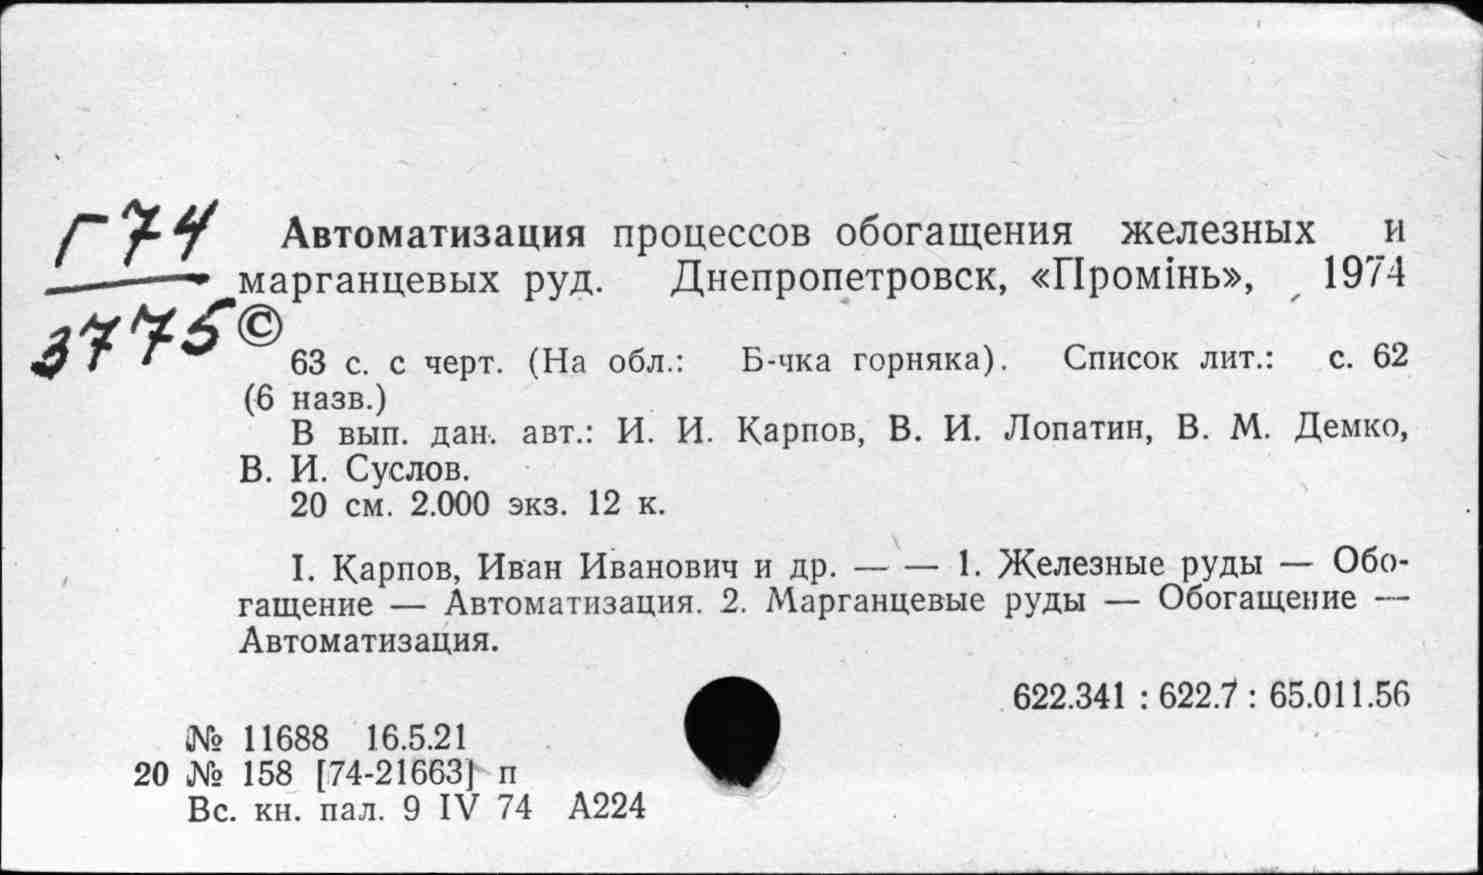 Г74
3775
Автоматизация процессов обогащения железных и
марганцевых руд. Днепропетровск, «Промінь», 1974
©
63 с. с черт. (На обл.: Б-чка горняка). Список лит.: с. 62
(6 назв.)
В вып. дан. авт.: И. И. Карпов, В. И. Лопатин, В. М. Демко,
В. И. Суслов.
20 см. 2.000 экз. 12 к.
I. Карпов, Иван Иванович и др. — — 1. Железные руды — Обо-
гащение — Автоматизация. 2. Марганцевые руды — Обогащение —
Автоматизация.
622.341 : 622.7 : 65.011.56
№ 11688 16.5.21
20 № 158 [74-21663] п
Вс. кн. пал. 9 IV 74 А224